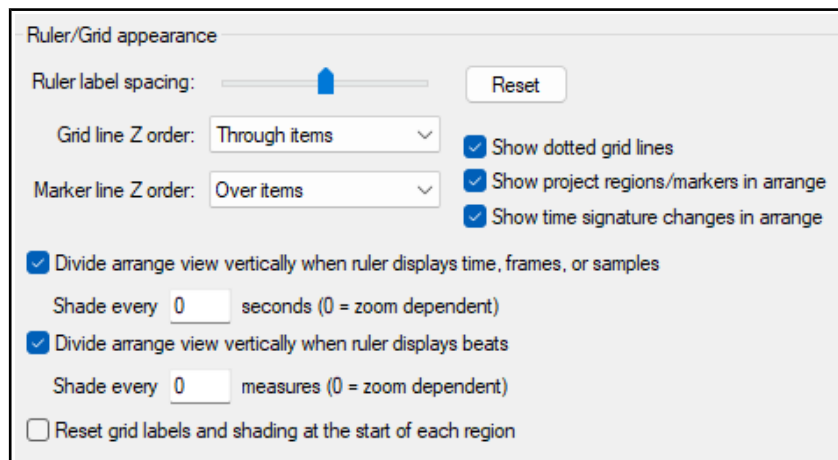 Ruler/Grid appearance
Ruler label spacing: Reset
Grid line Z order: Through items
Show dotted grid lines
Marker line Z order: Over items
Show project regions/markers in arrange
Show time signature changes in arrange
Divide arrange view vertically when ruler displays time, frames, or samples
Shade every 0 seconds (0 = zoom dependent)
Divide arrange view vertically when ruler displays beats
Shade every 0 measures (0 = zoom dependent)
Reset grid labels and shading at the start of each region